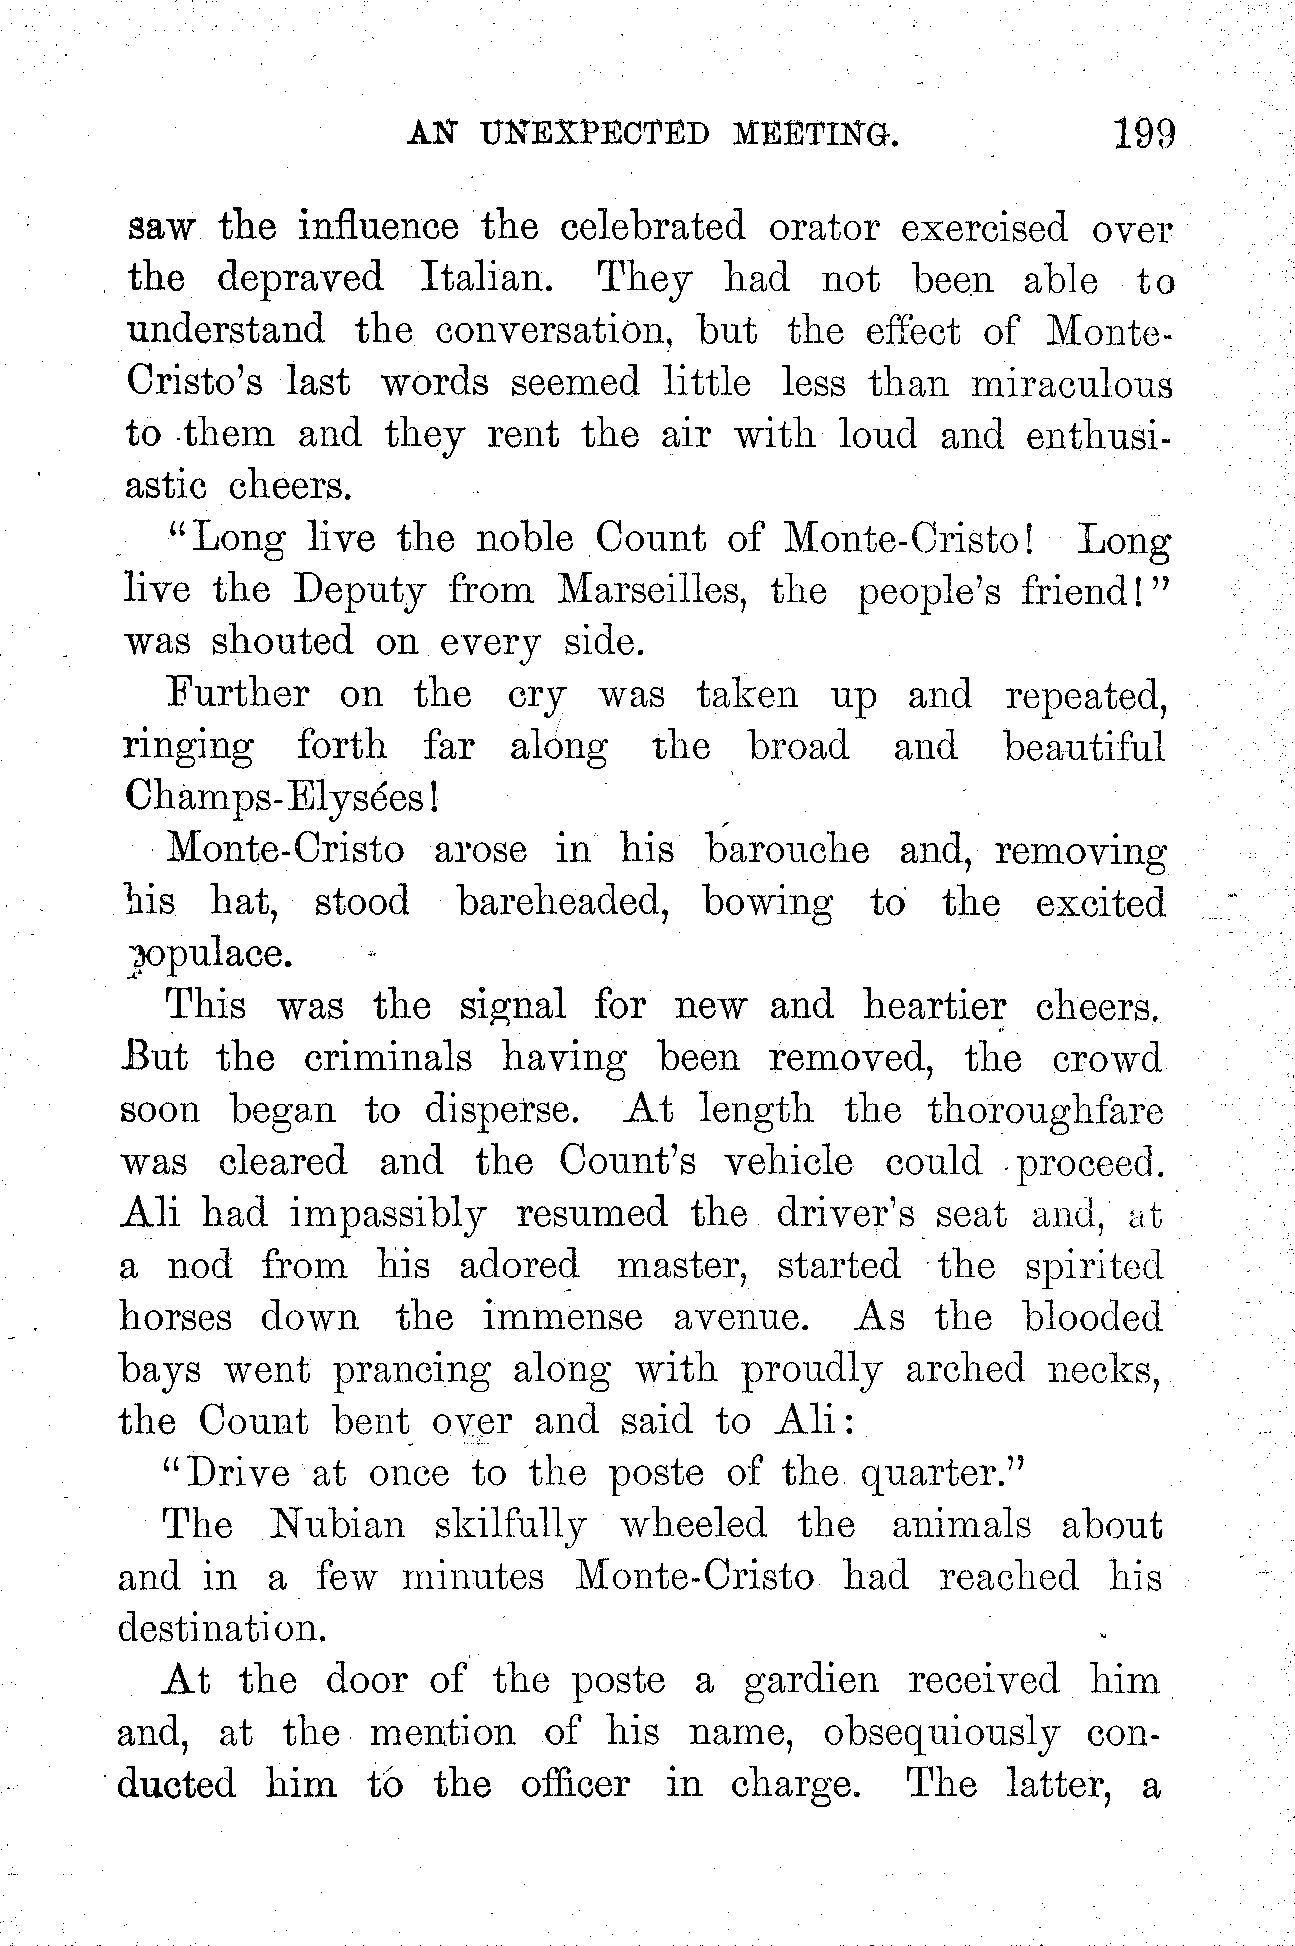 AN UNEXPECTED MEETING. 199
saw the influence the celebrated orator exercised over
the depraved Italian. They had not been able to
understand the conversation, but the effect of Monte-
Cristo's last words seemed little less than miraculous
to them and they rent the air with loud and enthusi-
astic cheers.
"Long live the noble Count of Monte-Cristo! Long
live the Deputy from Marseilles, the people's friend!"
was shouted on every side.
Further on the cry was taken up and repeated,
ringing forth far along the broad and beautiful
Champs-Elysées!
Monte-Cristo arose in his barouche and, removing
his hat, stood bareheaded, bowing to the excited
populace.
This was the signal for new and heartier cheers.
But the criminals having been removed, the crowd
soon began to disperse. At length the thoroughfare
was cleared and the Count's vehicle could proceed.
Ali had impassibly resumed the driver's seat and, at
a nod from his adored master, started the spirited
horses down the immense avenue. As the blooded
bays went prancing along with proudly arched necks,
the Count bent over and said to Ali:
"Drive at once to the poste of the quarter."
The Nubian skilfully wheeled the animals about
and in a few minutes Monte-Cristo had reached his
destination.
At the door of the poste a gardien received him
and, at the mention of his name, obsequiously con-
ducted him to the officer in charge. The latter, a